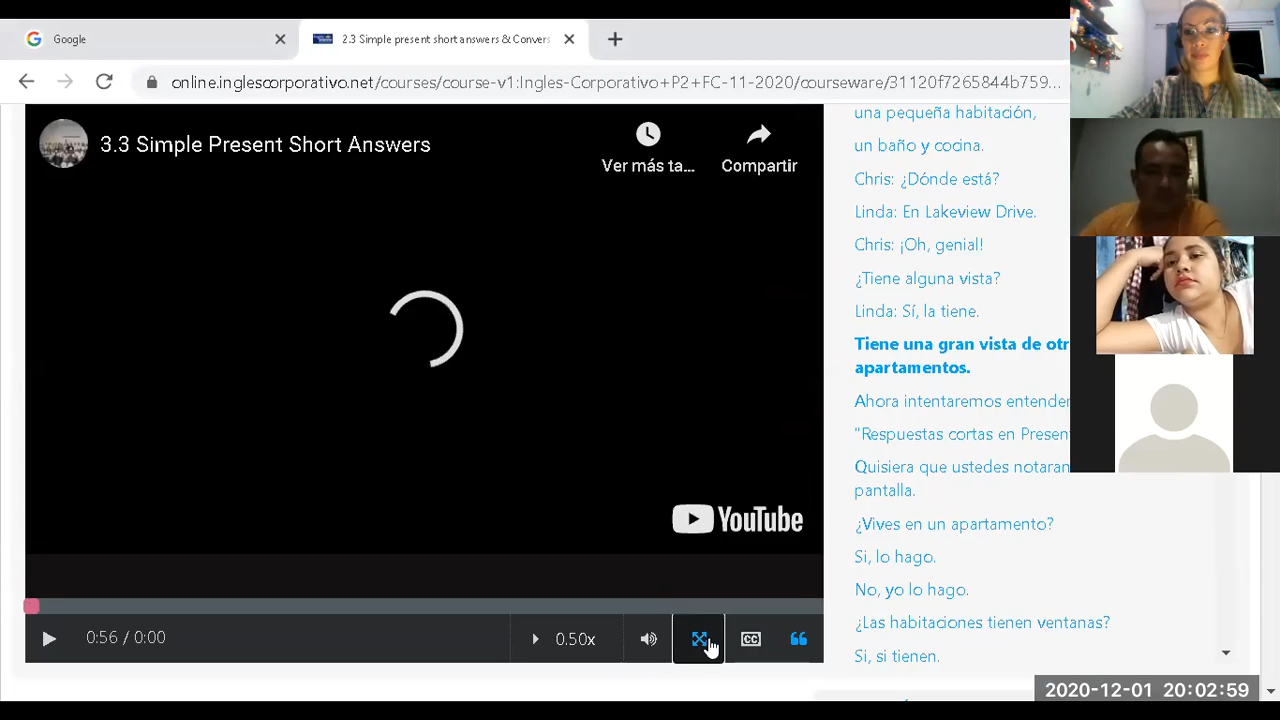 Google
2.3 Simple present short answers & Convers
online.inglescorporativo.net/courses/course-v1:Ingles-Corporativo+P2+FC-11-2020/courseware/31120f7265844b759...
3.3 Simple Present Short Answers
Ver más ta...
Compartir
YouTube
0:56 / 0:00
0.50x
CC
una pequeña habitación,
un baño y cocina.
Chris: ¿Dónde está?
Linda: En Lakeview Drive.
Chris: ¡Oh, genial!
¿Tiene alguna vista?
Linda: Sí, la tiene.
Tiene una gran vista de otr
apartamentos.
Ahora intentaremos entender
"Respuestas cortas en Presen
Quisiera que ustedes notaran
pantalla.
¿Vives en un apartamento?
Si, lo hago.
No, yo lo hago.
¿Las habitaciones tienen ventanas?
Si, si tienen.
2020-12-01 20:02:59